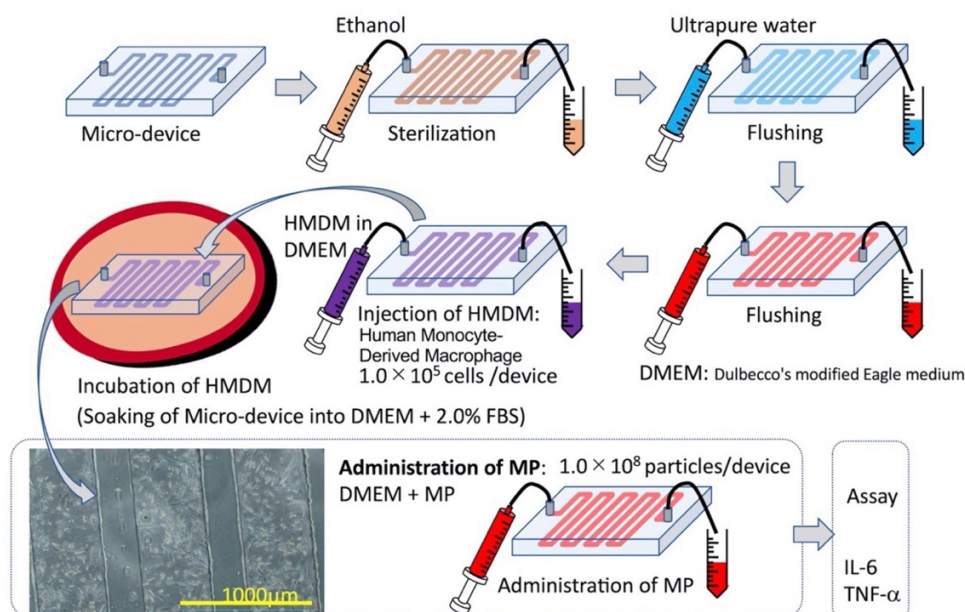 Ethanol
Ultrapure water
Micro-device
Sterilization
Flushing
HMDM in
DMEM
Injection of HMDM:
Human Monocyte-
Derived Macrophage
1.0 × 10⁵ cells /device
Flushing
DMEM: Dulbecco's modified Eagle medium
Incubation of HMDM
(Soaking of Micro-device into DMEM + 2.0% FBS)
Administration of MP: 1.0 × 10⁸ particles/device
DMEM + MP
Administration of MP
1000μm
Assay
IL-6
TNF-α